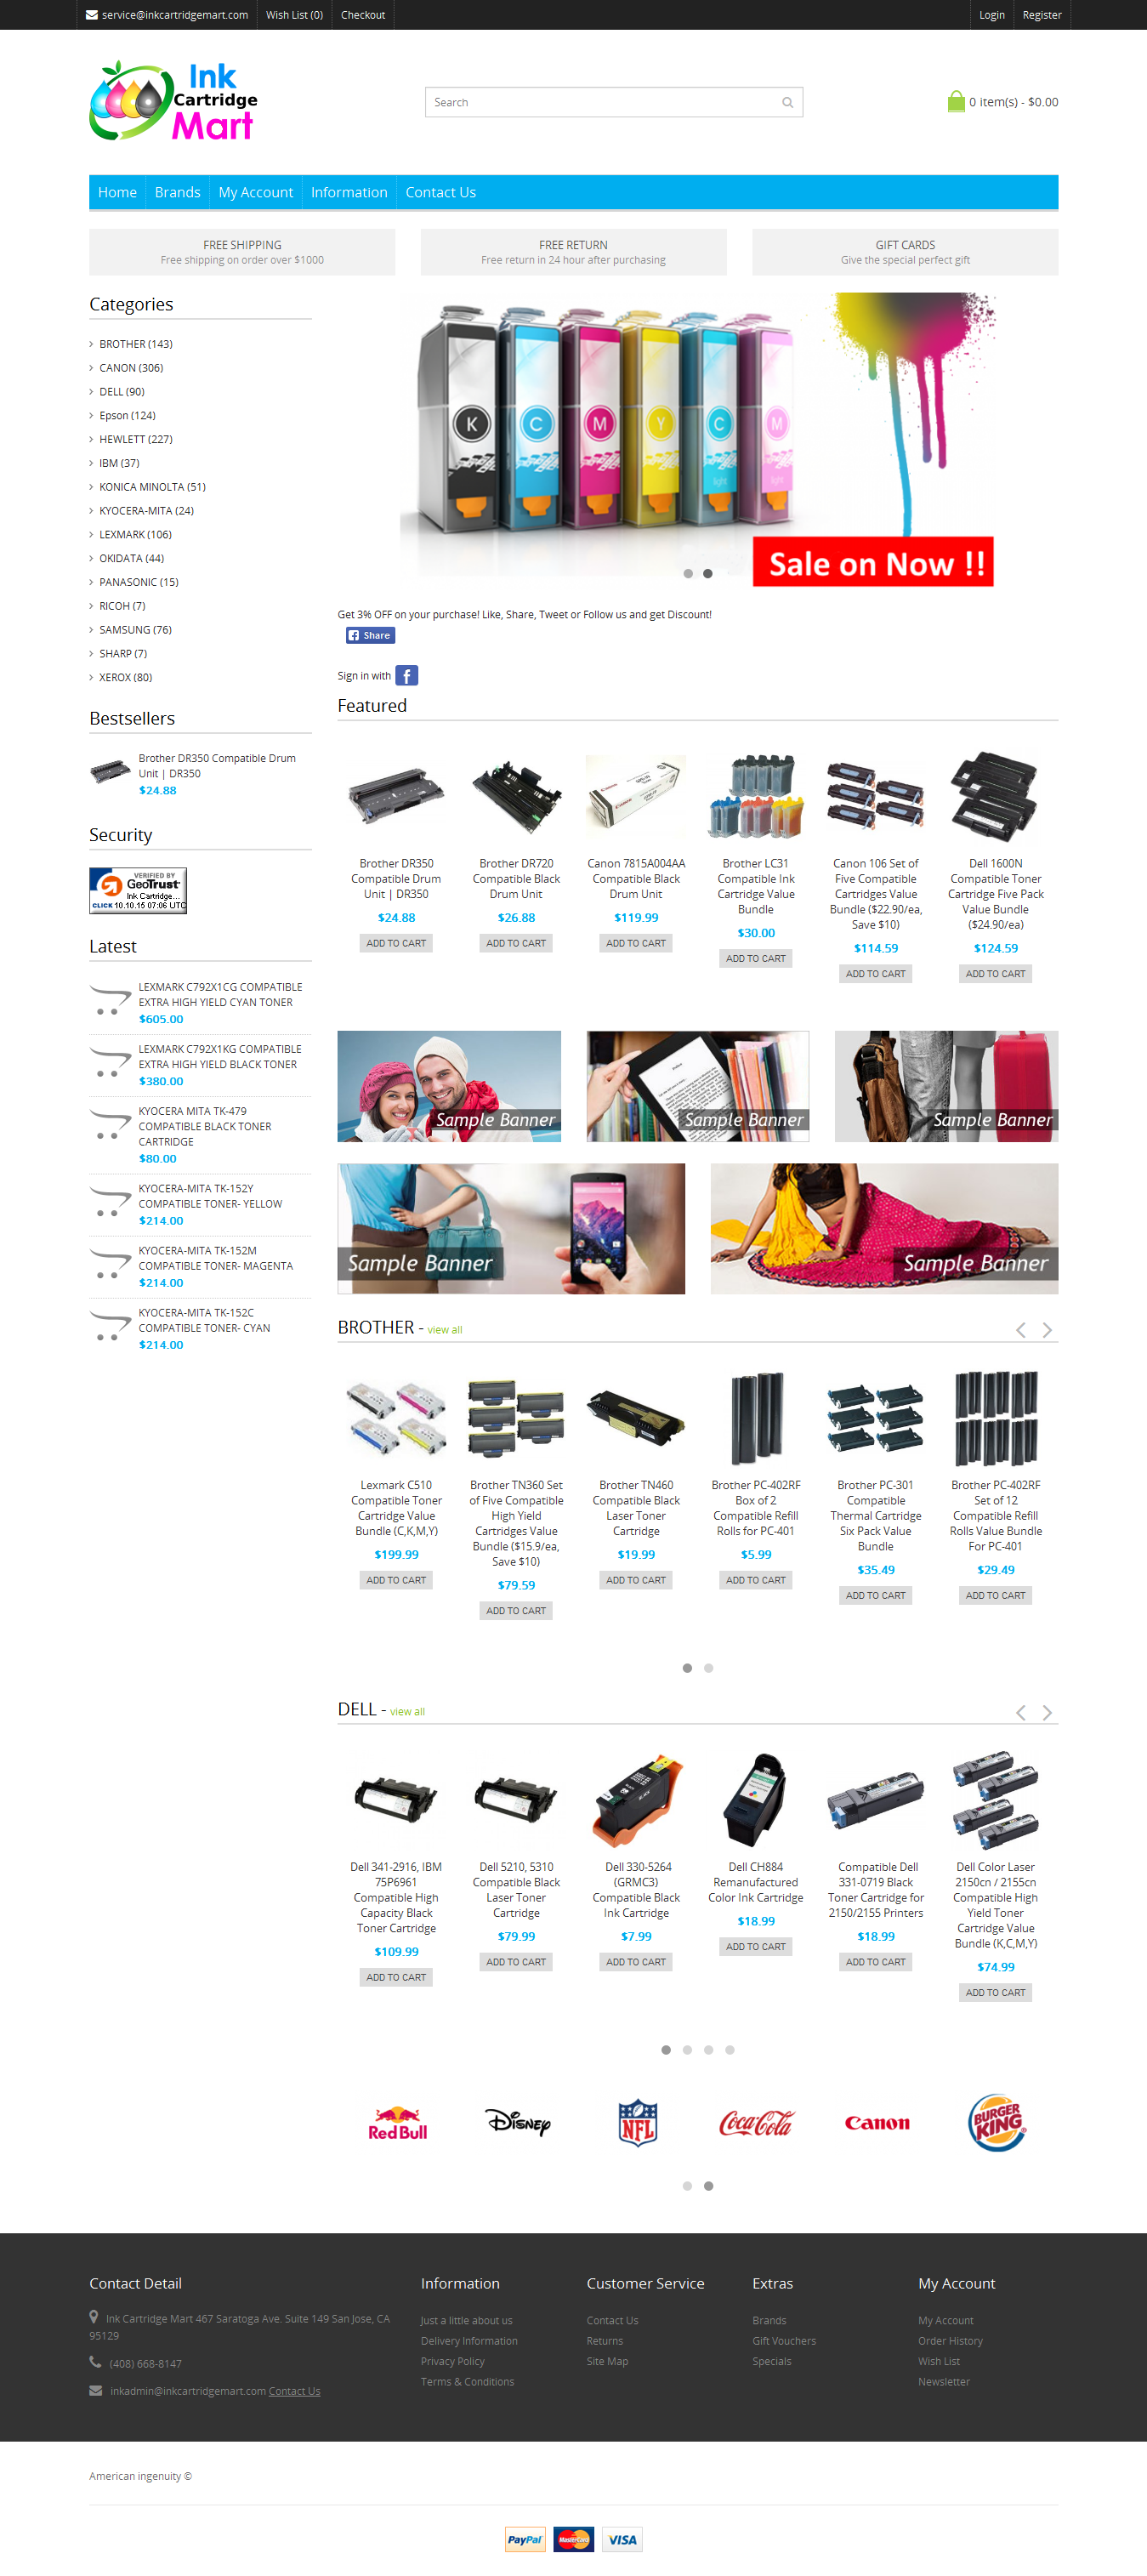 service@inkcartridgemart.com
Wish List (0)
Checkout
Login
Register
Ink
Cartridge
Mart
Search
0 item(s) - $0.00
Home
Brands
My Account
Information
Contact Us
FREE SHIPPING
Free shipping on order over $1000
FREE RETURN
Free return in 24 hour after purchasing
GIFT CARDS
Give the special perfect gift
Categories
BROTHER (143)
CANON (306)
DELL (90)
Epson (124)
HEWLETT (227)
IBM (37)
KONICA MINOLTA (51)
KYOCERA-MITA (24)
LEXMARK (106)
OKIDATA (44)
PANASONIC (15)
RICOH (7)
SAMSUNG (76)
SHARP (7)
XEROX (80)
Bestsellers
Brother DR350 Compatible Drum
Unit | DR350
$24.88
Security
VERIFIED BY
GeoTrust
Ink Cartridge...
CLICK 10.10.15 07:06 UTC
Latest
LEXMARK C792X1CG COMPATIBLE
EXTRA HIGH YIELD CYAN TONER
$605.00
LEXMARK C792X1KG COMPATIBLE
EXTRA HIGH YIELD BLACK TONER
$380.00
KYOCERA MITA TK-479
COMPATIBLE BLACK TONER
CARTRIDGE
$80.00
KYOCERA-MITA TK-152Y
COMPATIBLE TONER- YELLOW
$214.00
KYOCERA-MITA TK-152M
COMPATIBLE TONER- MAGENTA
$214.00
KYOCERA-MITA TK-152C
COMPATIBLE TONER- CYAN
$214.00
K
C
M
Y
C
M
light
light
Sale on Now !!
Get 3% OFF on your purchase! Like, Share, Tweet or Follow us and get Discount!
Share
Sign in with
Featured
Canon
Brother DR350
Compatible Drum
Unit | DR350
$24.88
ADD TO CART
Brother DR720
Compatible Black
Drum Unit
$26.88
ADD TO CART
Canon 7815A004AA
Compatible Black
Drum Unit
$119.99
ADD TO CART
Brother LC31
Compatible Ink
Cartridge Value
Bundle
$30.00
ADD TO CART
Canon 106 Set of
Five Compatible
Cartridges Value
Bundle ($22.90/ea,
Save $10)
$114.59
ADD TO CART
Dell 1600N
Compatible Toner
Cartridge Five Pack
Value Bundle
($24.90/ea)
$124.59
ADD TO CART
Sample Banner
Sample Banner
Sample Banner
Sample Banner
Sample Banner
BROTHER - view all
Lexmark C510
Compatible Toner
Cartridge Value
Bundle (C,K,M,Y)
$199.99
ADD TO CART
Brother TN360 Set
of Five Compatible
High Yield
Cartridges Value
Bundle ($15.9/ea,
Save $10)
$79.59
ADD TO CART
Brother TN460
Compatible Black
Laser Toner
Cartridge
$19.99
ADD TO CART
Brother PC-402RF
Box of 2
Compatible Refill
Rolls for PC-401
$5.99
ADD TO CART
Brother PC-301
Compatible
Thermal Cartridge
Six Pack Value
Bundle
$35.49
ADD TO CART
Brother PC-402RF
Set of 12
Compatible Refill
Rolls Value Bundle
For PC-401
$29.49
ADD TO CART
DELL - view all
Dell 341-2916, IBM
75P6961
Compatible High
Capacity Black
Toner Cartridge
$109.99
ADD TO CART
Dell 5210, 5310
Compatible Black
Laser Toner
Cartridge
$79.99
ADD TO CART
Dell 330-5264
(GRMC3)
Compatible Black
Ink Cartridge
$7.99
ADD TO CART
Dell CH884
Remanufactured
Color Ink Cartridge
$18.99
ADD TO CART
Compatible Dell
331-0719 Black
Toner Cartridge for
2150/2155 Printers
$18.99
ADD TO CART
Dell Color Laser
2150cn / 2155cn
Compatible High
Yield Toner
Cartridge Value
Bundle (K,C,M,Y)
$74.99
ADD TO CART
Red Bull
Disney
NFL
Coca-Cola
Canon
BURGER
KING
Contact Detail
Ink Cartridge Mart 467 Saratoga Ave. Suite 149 San Jose, CA
95129
(408) 668-8147
inkadmin@inkcartridgemart.com Contact Us
Information
Just a little about us
Delivery Information
Privacy Policy
Terms & Conditions
Customer Service
Contact Us
Returns
Site Map
Extras
Brands
Gift Vouchers
Specials
My Account
My Account
Order History
Wish List
Newsletter
American ingenuity ©
PayPal
MasterCard
VISA